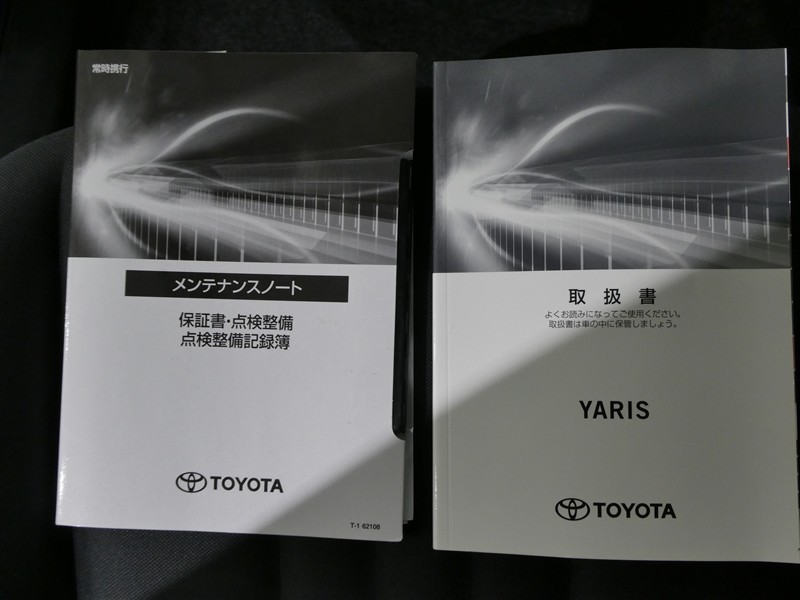 常時携行
メンテナンスノート
保証書・点検整備
点検整備記録簿
TOYOTA
T-1 62108
取扱書
よくお読みになってご使用ください。
取扱書は車の中に保管しましょう。
YARIS
TOYOTA